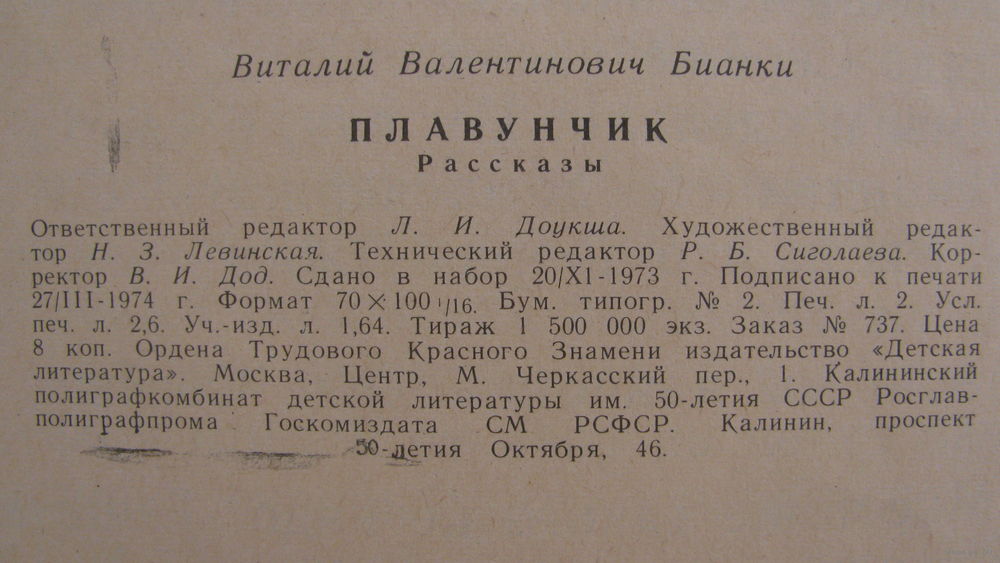 Виталий Валентинович Бианки
ПЛАВУНЧИК
Рассказы
Ответственный редактор Л. И. Доукша. Художественный редак-
тор Н. З. Левинская. Технический редактор Р. Б. Сиголаева. Кор-
ректор В. И. Дод. Сдано в набор 20/XI-1973 г. Подписано к печати
27/III-1974 г. Формат 70×100 1/16. Бум. типогр. № 2. Печ. л. 2. Усл.
печ. л. 2,6. Уч.-изд. л. 1,64. Тираж 1 500 000 экз. Заказ № 737. Цена
8 коп. Ордена Трудового Красного Знамени издательство «Детская
литература». Москва, Центр, М. Черкасский пер., 1. Калининский
полиграфкомбинат детской литературы им. 50-летия СССР Росглав-
полиграфпрома Госкомиздата СМ РСФСР. Калинин, проспект
50-летия Октября, 46.